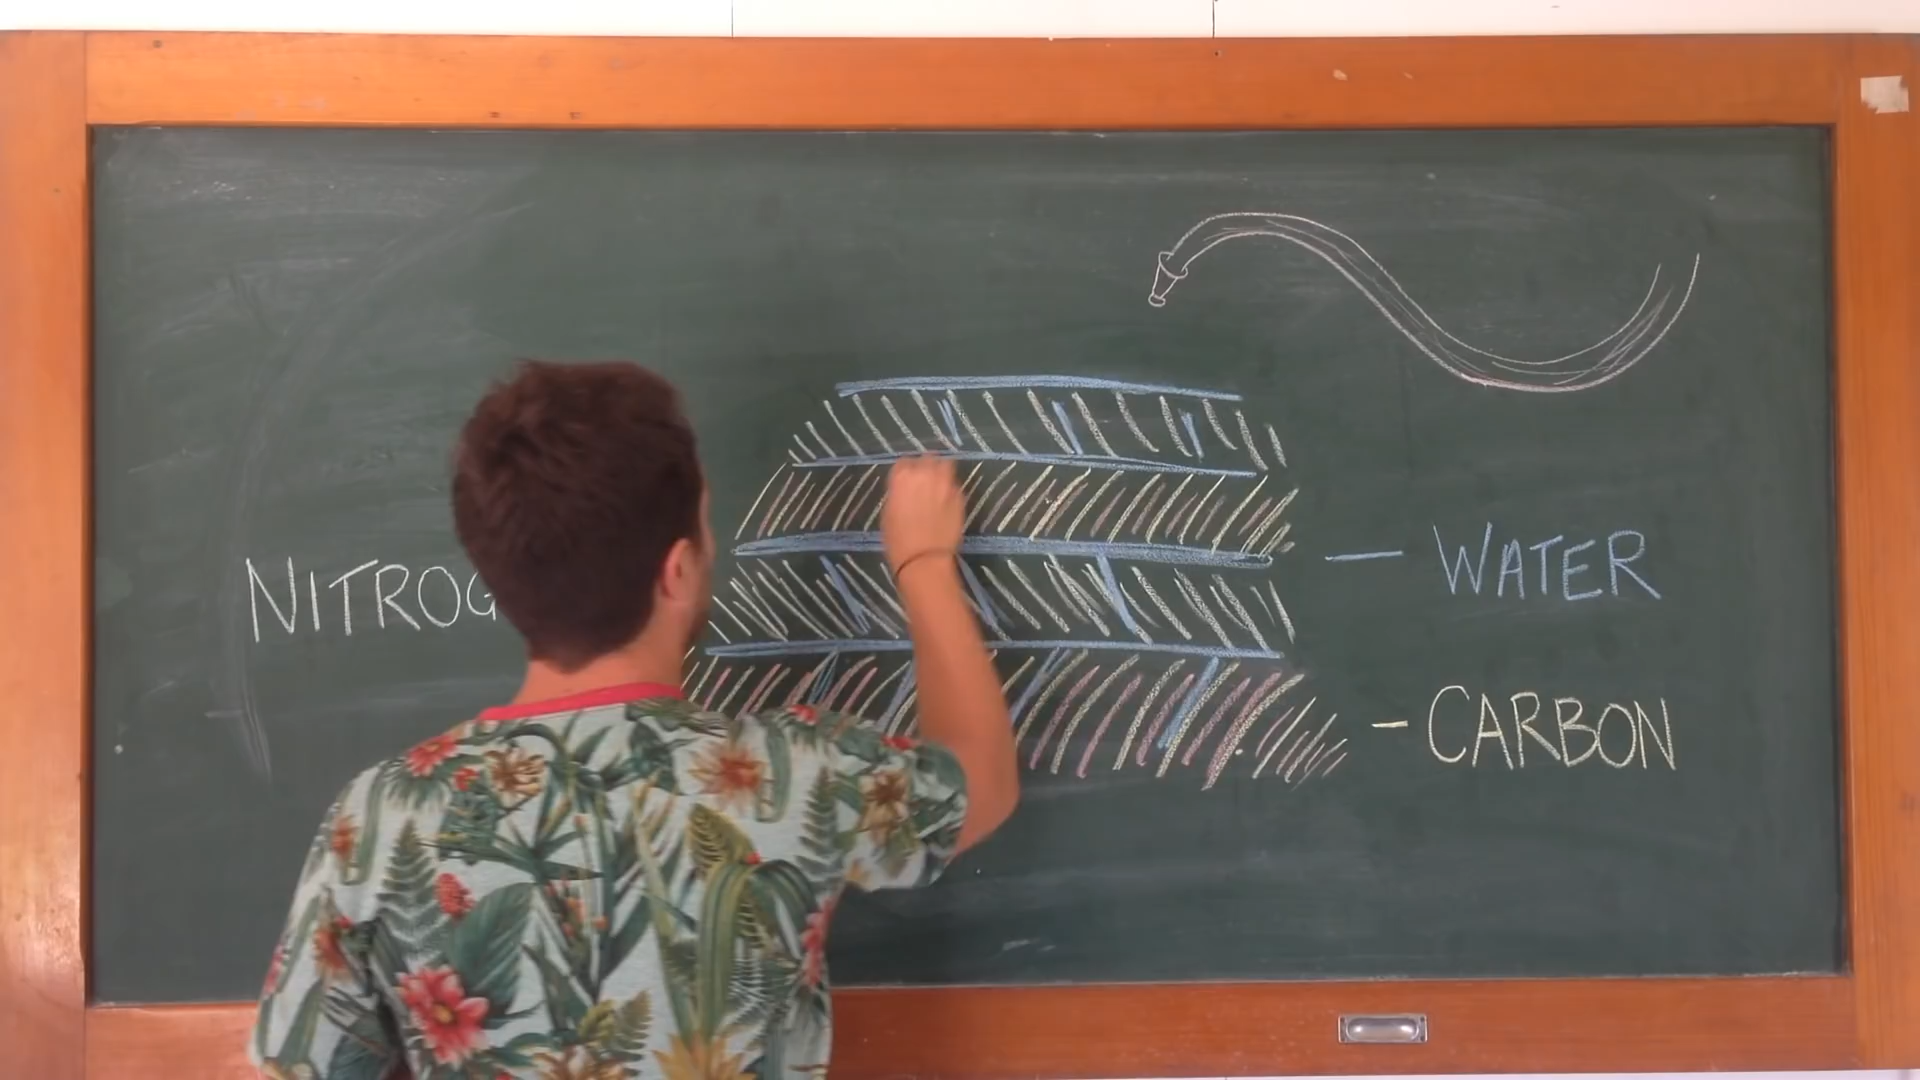 NITROG
— WATER
- CARBON